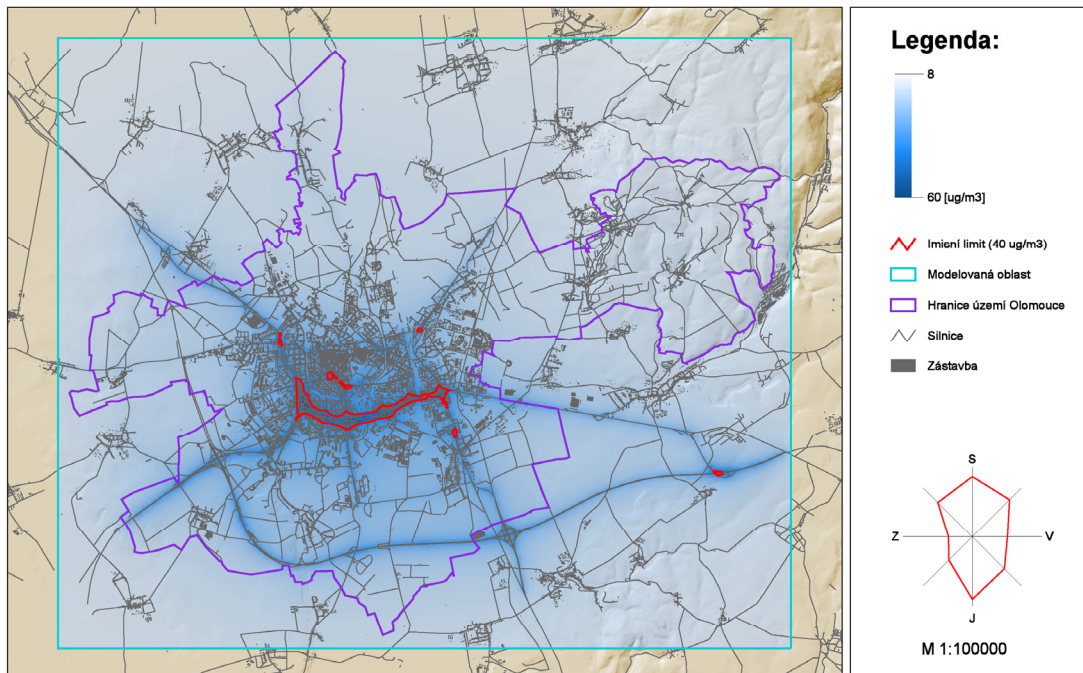 Legenda:
8
60 [ug/m3]
Imisní limit (40 ug/m3)
Modelovaná oblast
Hranice území Olomouce
Silnice
Zástavba
S
Z
V
J
M 1:100000